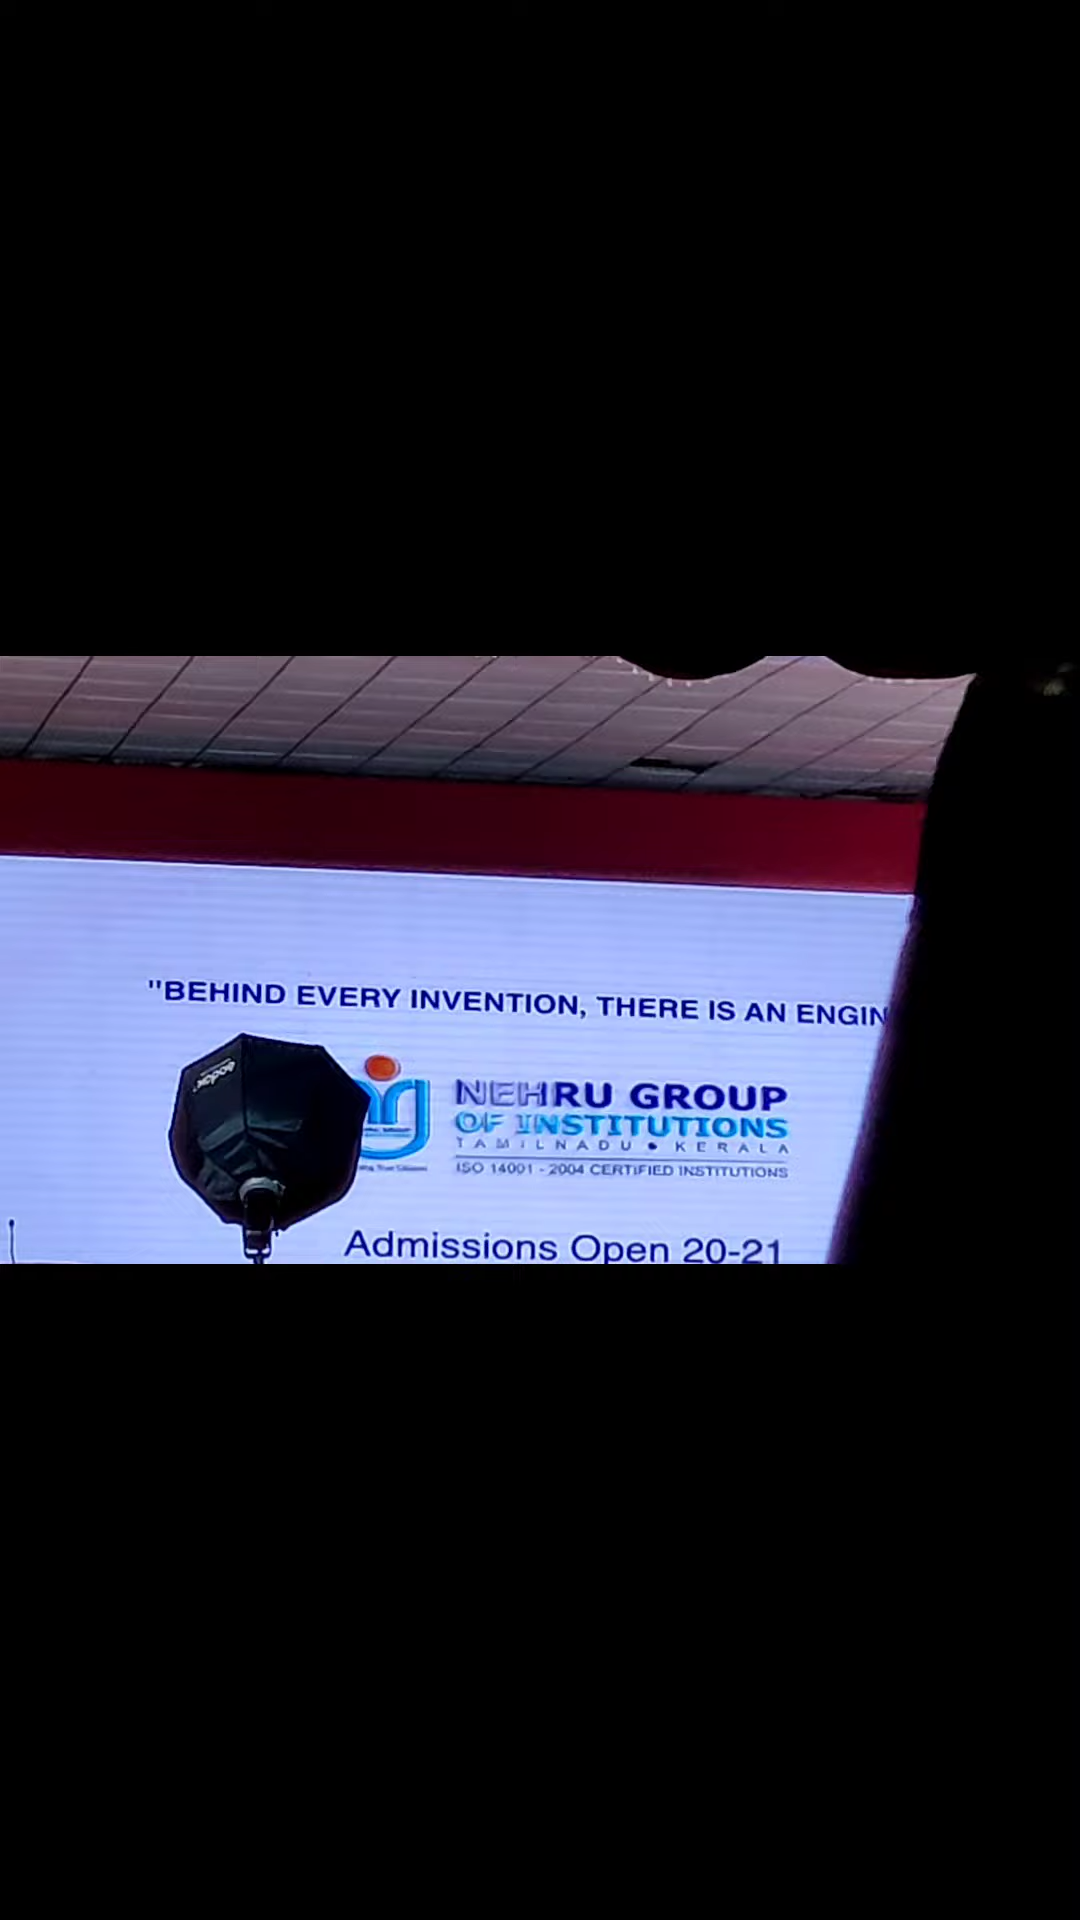 "BEHIND EVERY INVENTION, THERE IS AN ENGIN
Godox
NEHRU GROUP
OF INSTITUTIONS
TAMILNADU • KERALA
ISO 14001 - 2004 CERTIFIED INSTITUTIONS
Admissions Open 20-21